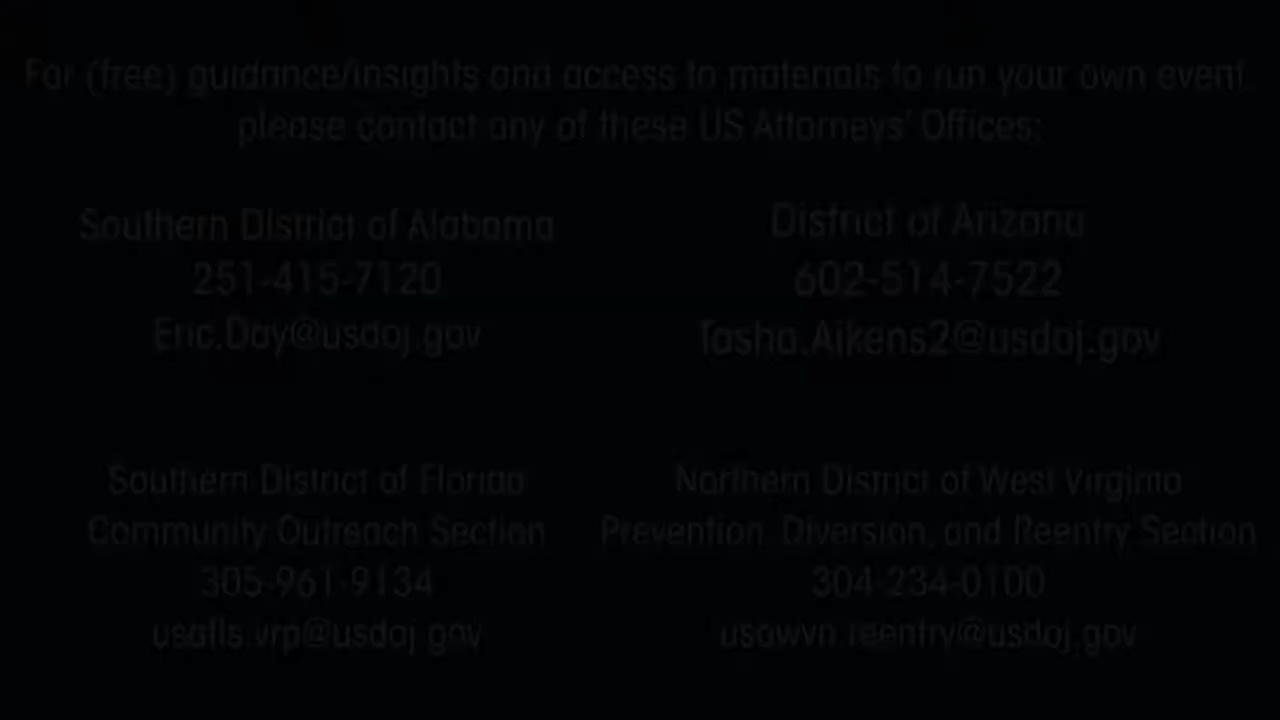 For (free) guidance/insights and access to materials to run your own event,
please contact any of these US Attorneys' Offices:
Southern District of Alabama
251-415-7120
Eric.Day@usdoj.gov
District of Arizona
602-514-7522
Tasha.Aikens2@usdoj.gov
Southern District of Florida
Community Outreach Section
305-961-9134
usafls.vrp@usdoj.gov
Northern District of West Virginia
Prevention, Diversion, and Reentry Section
304-234-0100
usawvn.reentry@usdoj.gov